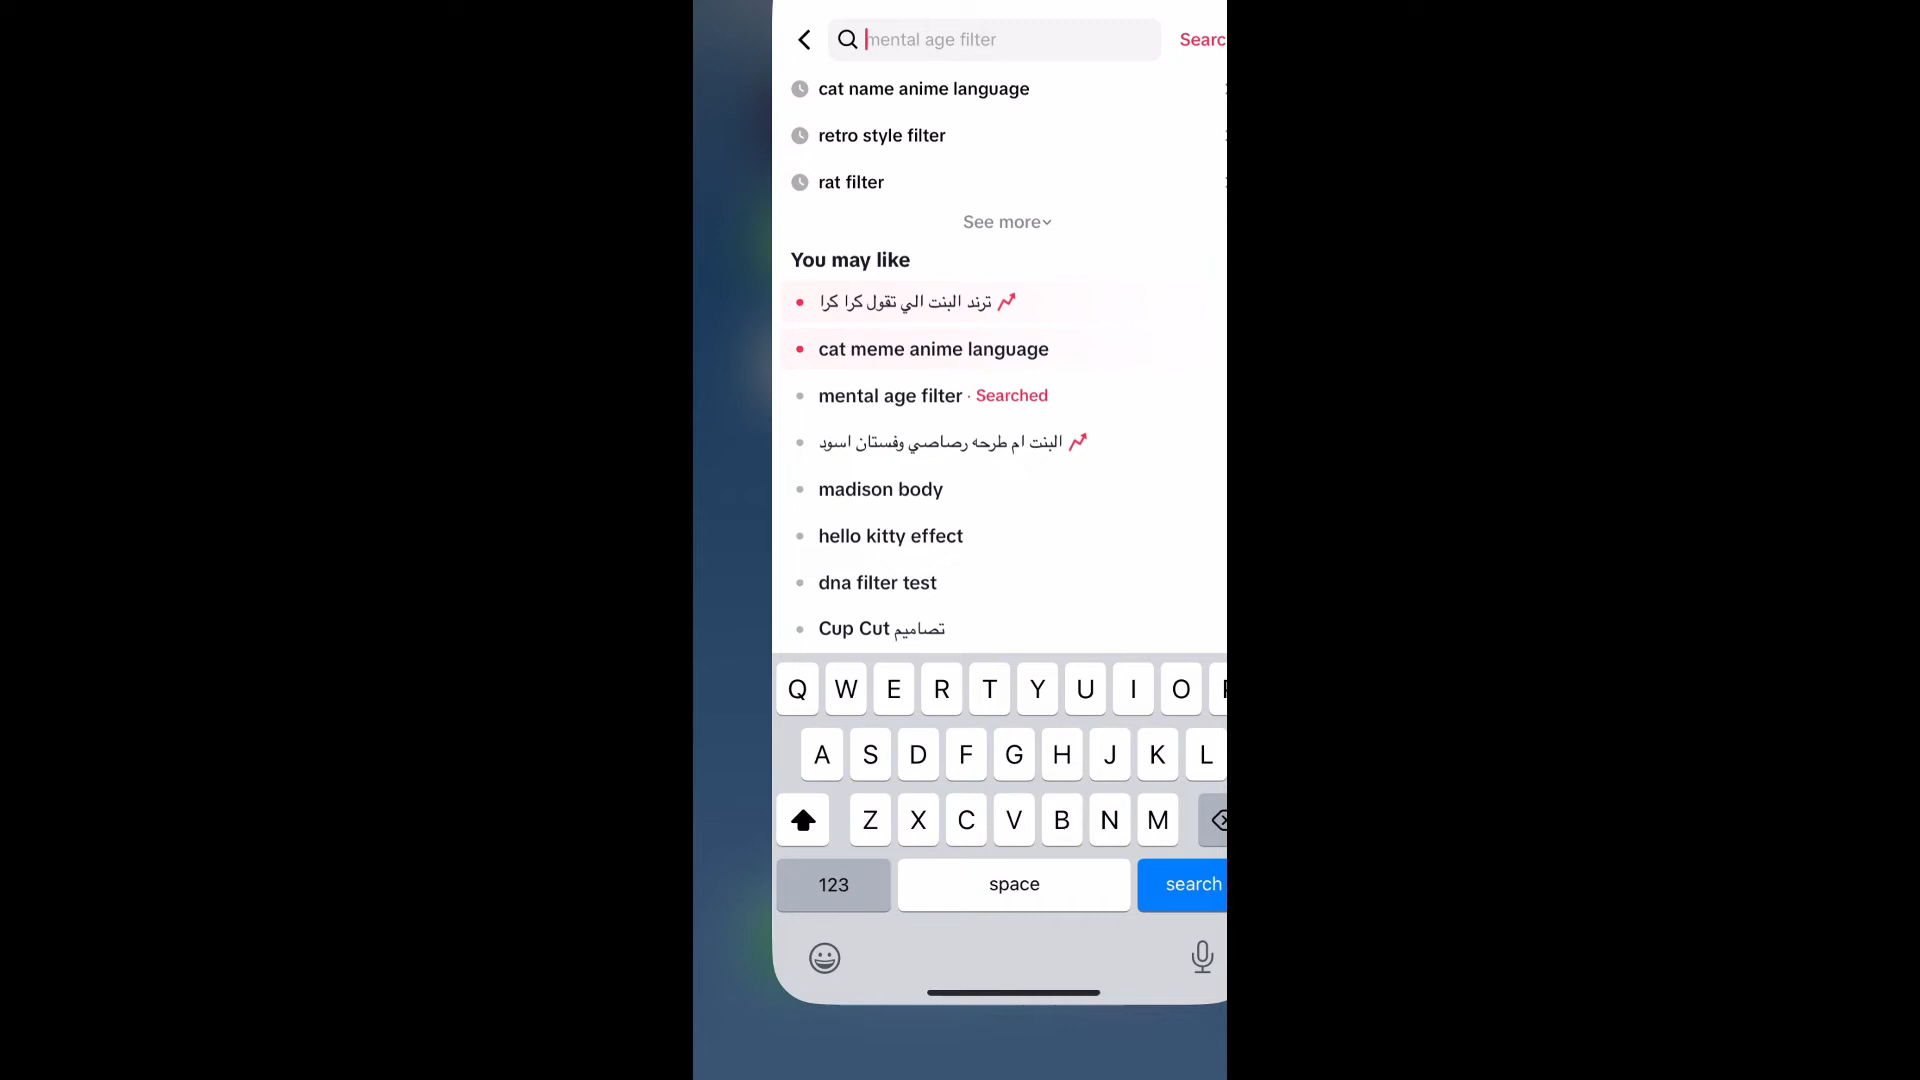 mental age filter
Searc
cat name anime language
retro style filter
rat filter
See more
You may like
ترند البنت الي تقول كرا كرا
cat meme anime language
mental age filter · Searched
البنت ام طرحه رصاصي وفستان اسود
madison body
hello kitty effect
dna filter test
Cup Cut تصاميم
Q W E R T Y U I O P
A S D F G H J K L
Z X C V B N M
123 space search